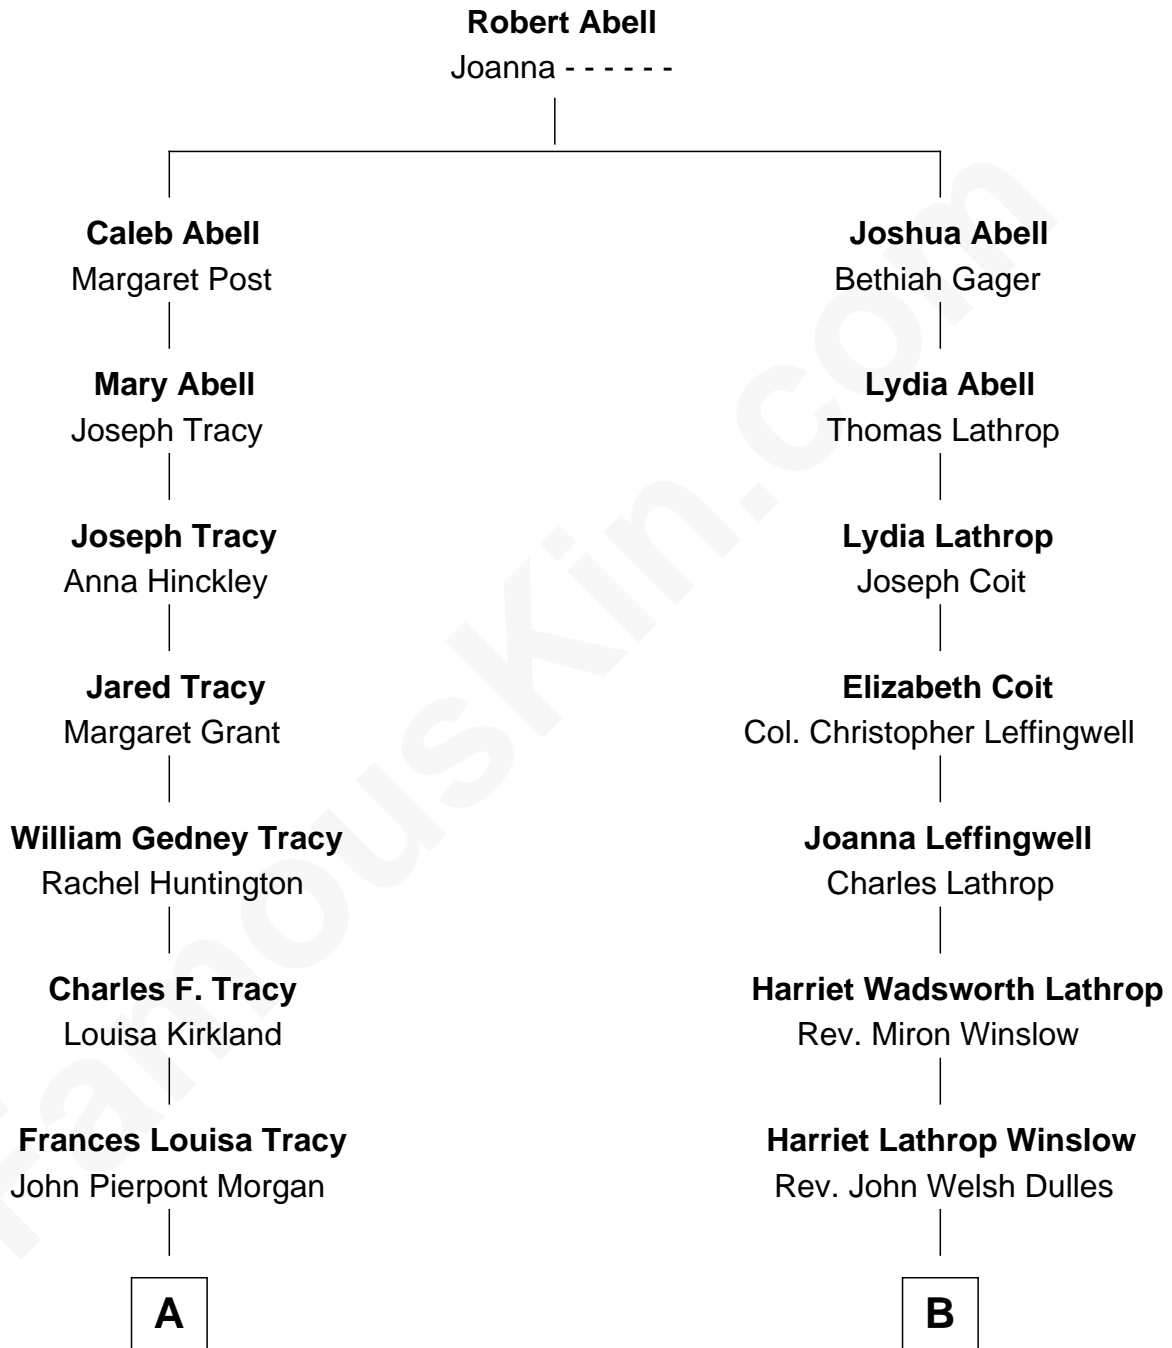 Robert Abell
Joanna - - - - - -
Caleb Abell
Margaret Post
Joshua Abell
Bethiah Gager
Mary Abell
Joseph Tracy
Lydia Abell
Thomas Lathrop
Joseph Tracy
Anna Hinckley
Lydia Lathrop
Joseph Coit
Jared Tracy
Margaret Grant
Elizabeth Coit
Col. Christopher Leffingwell
William Gedney Tracy
Rachel Huntington
Joanna Leffingwell
Charles Lathrop
Charles F. Tracy
Louisa Kirkland
Harriet Wadsworth Lathrop
Rev. Miron Winslow
Frances Louisa Tracy
John Pierpont Morgan
Harriet Lathrop Winslow
Rev. John Welsh Dulles
A
B
FamousKin.com